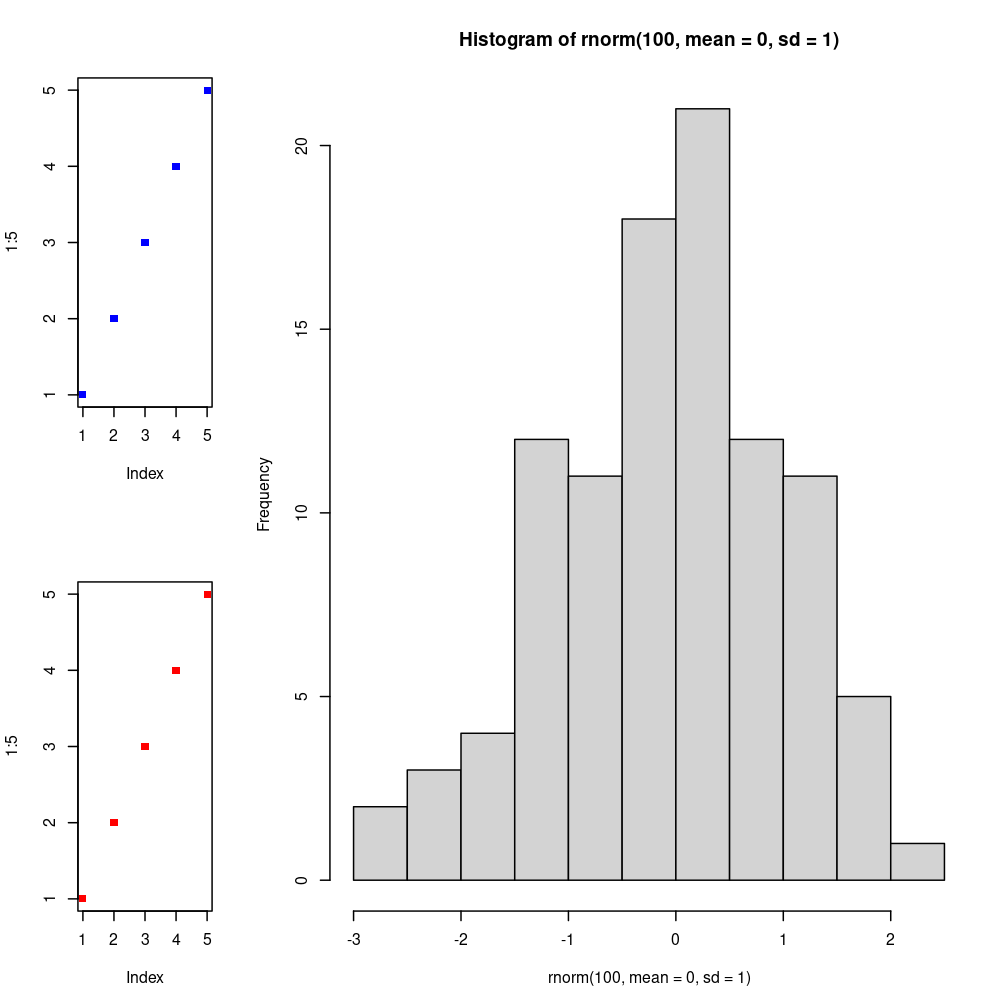 Histogram of rnorm(100, mean = 0, sd = 1)
5
4
3
2
1
1:5
1 2 3 4 5
Index
5
4
3
2
1
1:5
1 2 3 4 5
Index
20
15
10
5
0
Frequency
-3 -2 -1 0 1 2
rnorm(100, mean = 0, sd = 1)